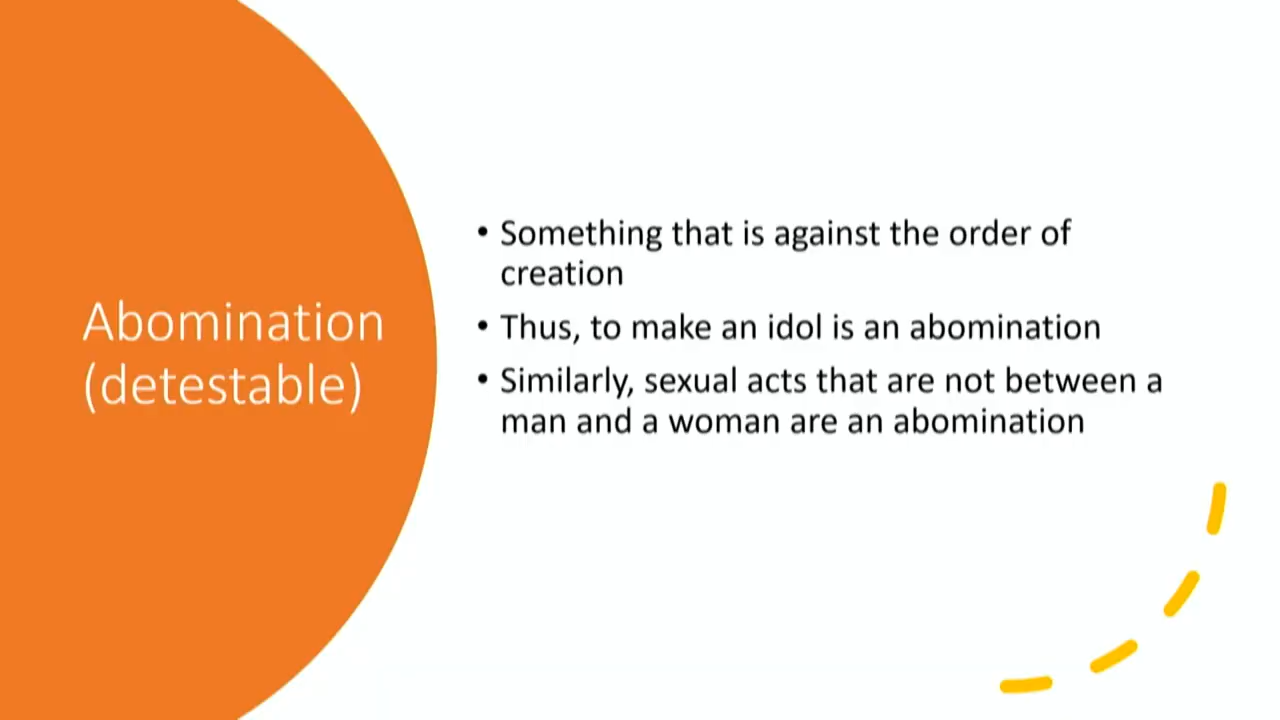 Abomination
(detestable)
• Something that is against the order of
creation
• Thus, to make an idol is an abomination
• Similarly, sexual acts that are not between a
man and a woman are an abomination